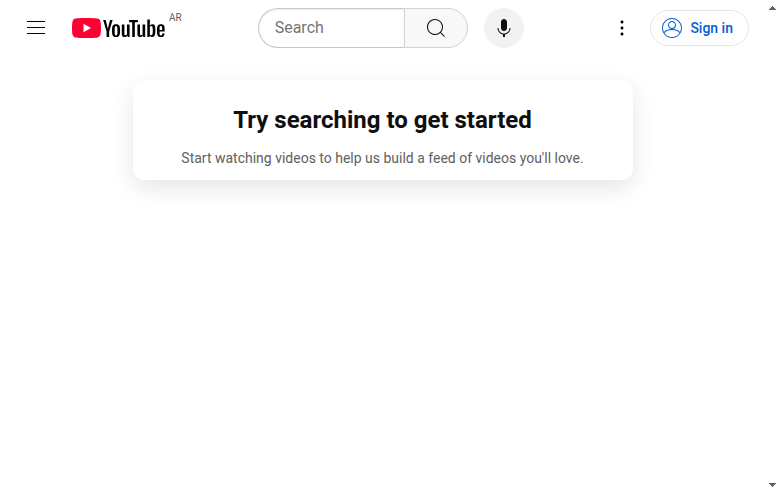 YouTube AR
Search
Sign in
Try searching to get started
Start watching videos to help us build a feed of videos you'll love.